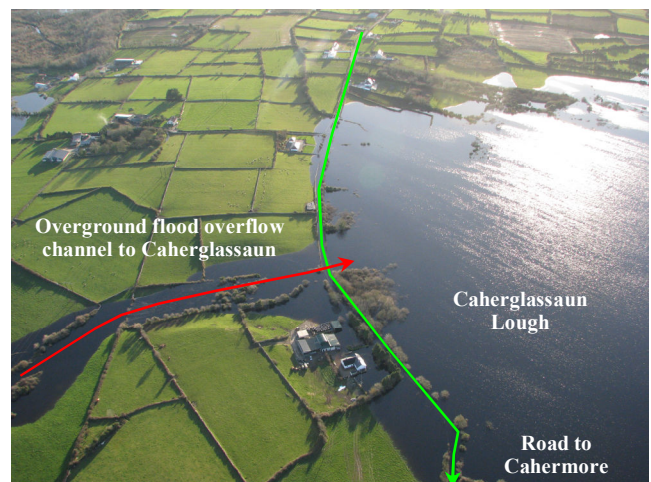 Overground flood overflow
channel to Caherglassaun
Caherglassaun
Lough
Road to
Cahermore